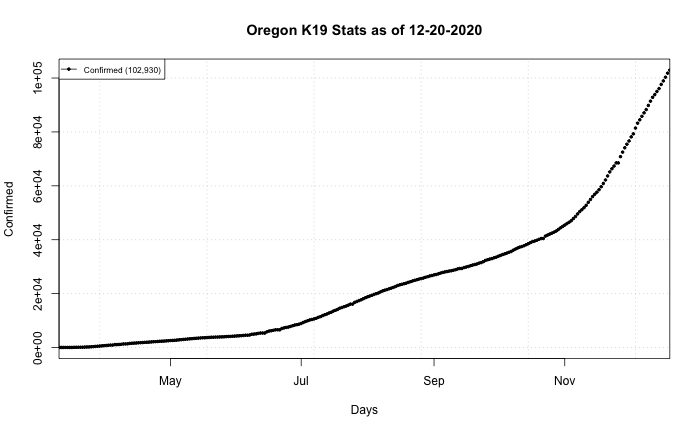 Oregon K19 Stats as of 12-20-2020
Confirmed (102,930)
1e+05
8e+04
6e+04
4e+04
2e+04
0e+00
Confirmed
May Jul Sep Nov
Days